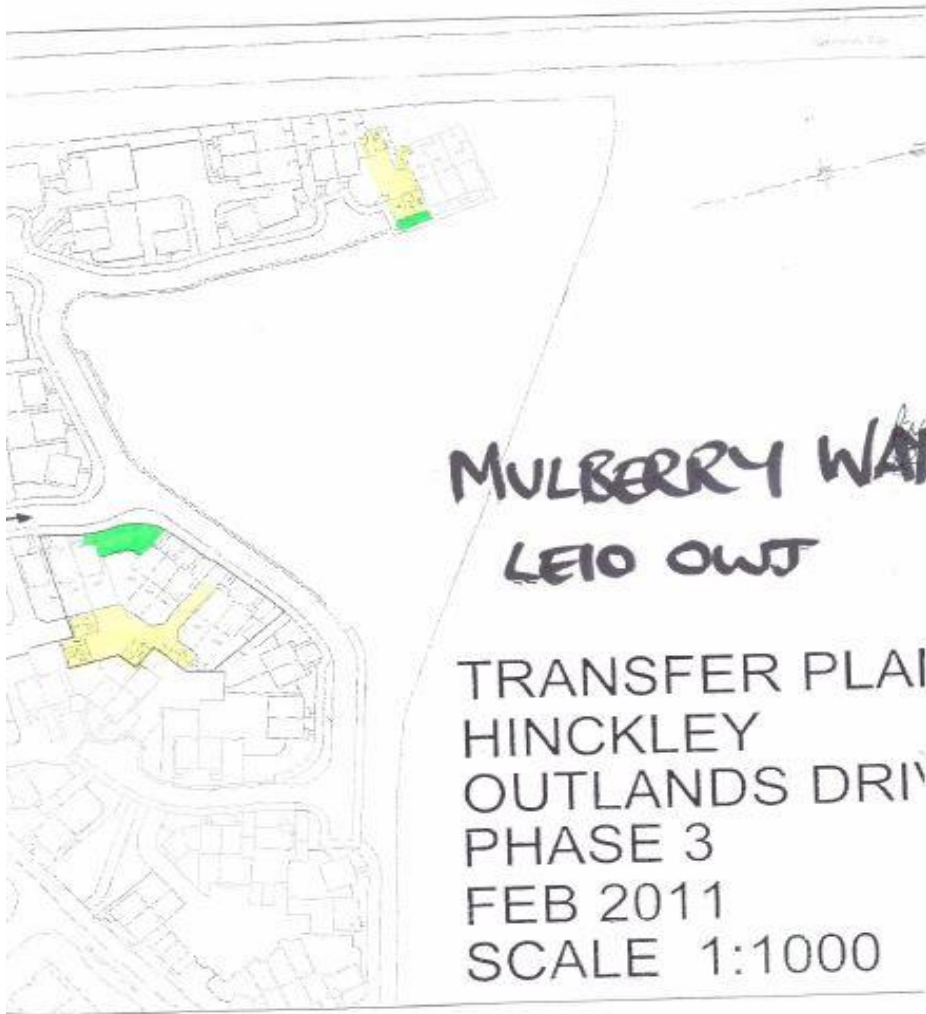 MULBERRY WA
LE10 0WJ
TRANSFER PLA
HINCKLEY
OUTLANDS DRI
PHASE 3
FEB 2011
SCALE 1:1000